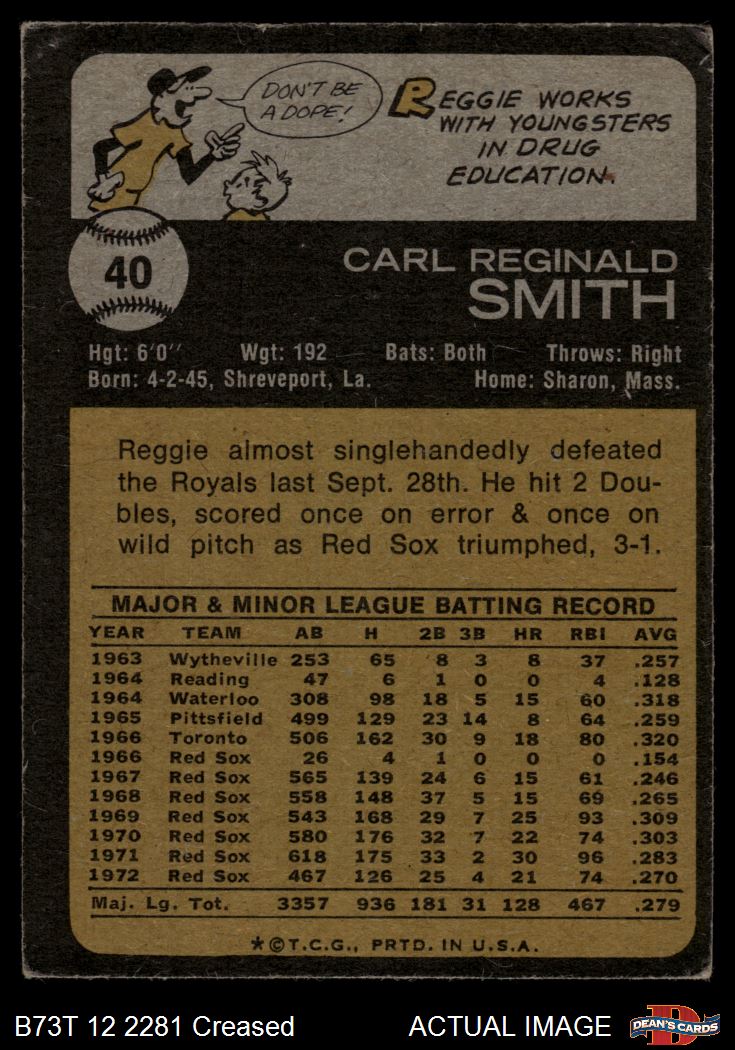 DON'T BE
A DOPE!
REGGIE WORKS
WITH YOUNGSTERS
IN DRUG
EDUCATION.
40
CARL REGINALD
SMITH
Hgt: 6'0" Wgt: 192 Bats: Both Throws: Right
Born: 4-2-45, Shreveport, La. Home: Sharon, Mass.
Reggie almost singlehandedly defeated
the Royals last Sept. 28th. He hit 2 Dou-
bles, scored once on error & once on
wild pitch as Red Sox triumphed, 3-1.
MAJOR & MINOR LEAGUE BATTING RECORD
YEAR TEAM AB H 2B 3B HR RBI AVG
1963 Wytheville 253 65 8 3 8 37 .257
1964 Reading 47 6 1 0 0 4 .128
1964 Waterloo 308 98 18 5 15 60 .318
1965 Pittsfield 499 129 23 14 8 64 .259
1966 Toronto 506 162 30 9 18 80 .320
1966 Red Sox 26 4 1 0 0 0 .154
1967 Red Sox 565 139 24 6 15 61 .246
1968 Red Sox 558 148 37 5 15 69 .265
1969 Red Sox 543 168 29 7 25 93 .309
1970 Red Sox 580 176 32 7 22 74 .303
1971 Red Sox 618 175 33 2 30 96 .283
1972 Red Sox 467 126 25 4 21 74 .270
Maj. Lg. Tot. 3357 936 181 31 128 467 .279
★©T.C.G., PRTD. IN U.S.A.
B73T 12 2281 Creased ACTUAL IMAGE
D
DEAN'S CARDS